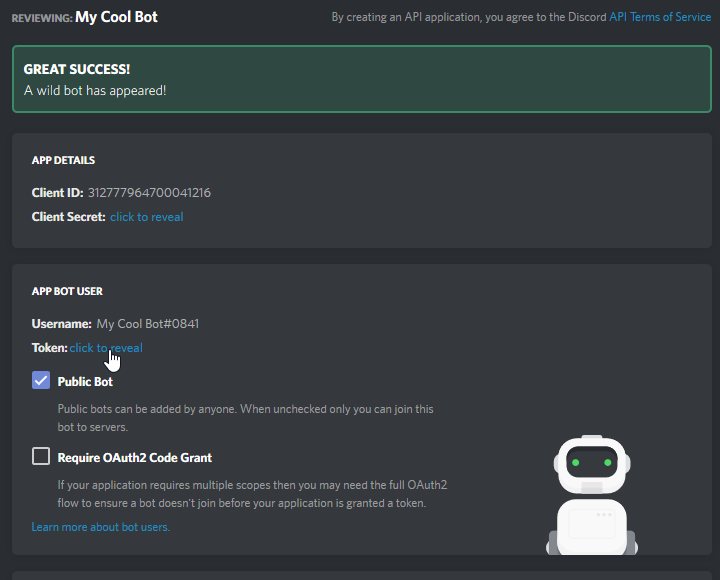 REVIEWING: My Cool Bot
By creating an API application, you agree to the Discord API Terms of Service
GREAT SUCCESS!
A wild bot has appeared!
APP DETAILS
Client ID: 312777964700041216
Client Secret: click to reveal
APP BOT USER
Username: My Cool Bot#0841
Token: click to reveal
Public Bot
Public bots can be added by anyone. When unchecked only you can join this
bot to servers.
Require OAuth2 Code Grant
If your application requires multiple scopes then you may need the full OAuth2
flow to ensure a bot doesn't join before your application is granted a token.
Learn more about bot users.